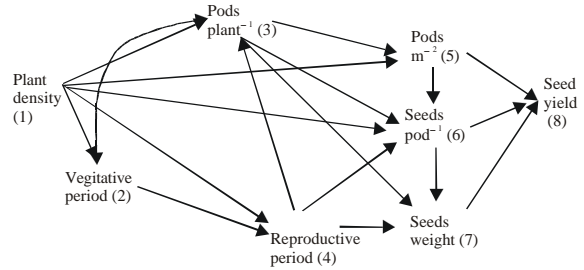 Pods
plant⁻¹ (3)
Pods
m⁻² (5)
Plant
density
(1)
Seed
yield
(8)
Seeds
pod⁻¹ (6)
Vegitative
period (2)
Seeds
weight (7)
Reproductive
period (4)